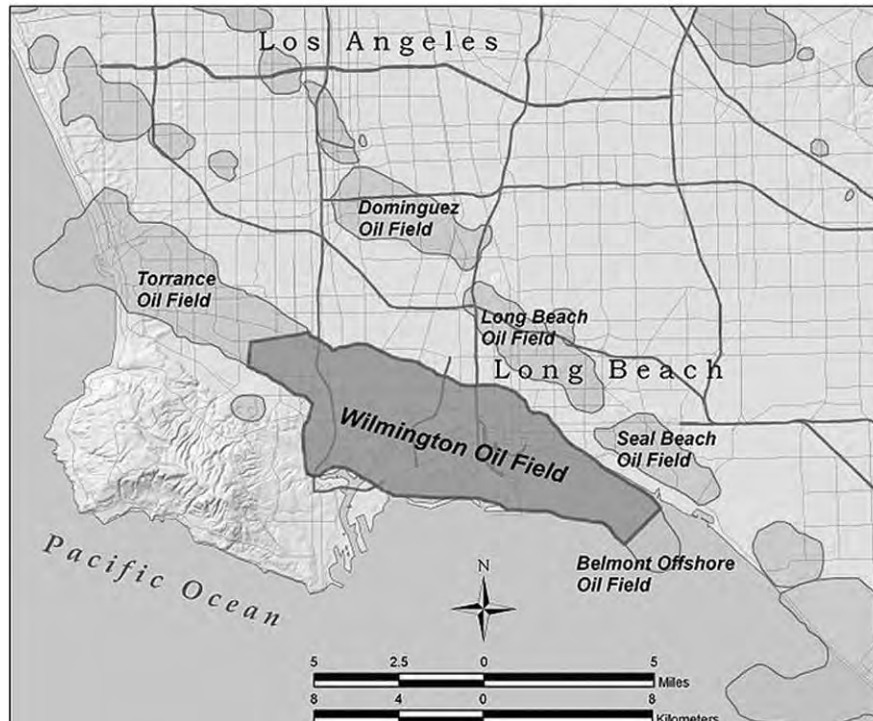 Los Angeles
Dominguez
Oil Field
Torrance
Oil Field
Long Beach
Oil Field
Long Beach
Wilmington Oil Field
Seal Beach
Oil Field
Belmont Offshore
Oil Field
Pacific Ocean
N
5 2.5 0 5
Miles
8 4 0 8
Kilometers